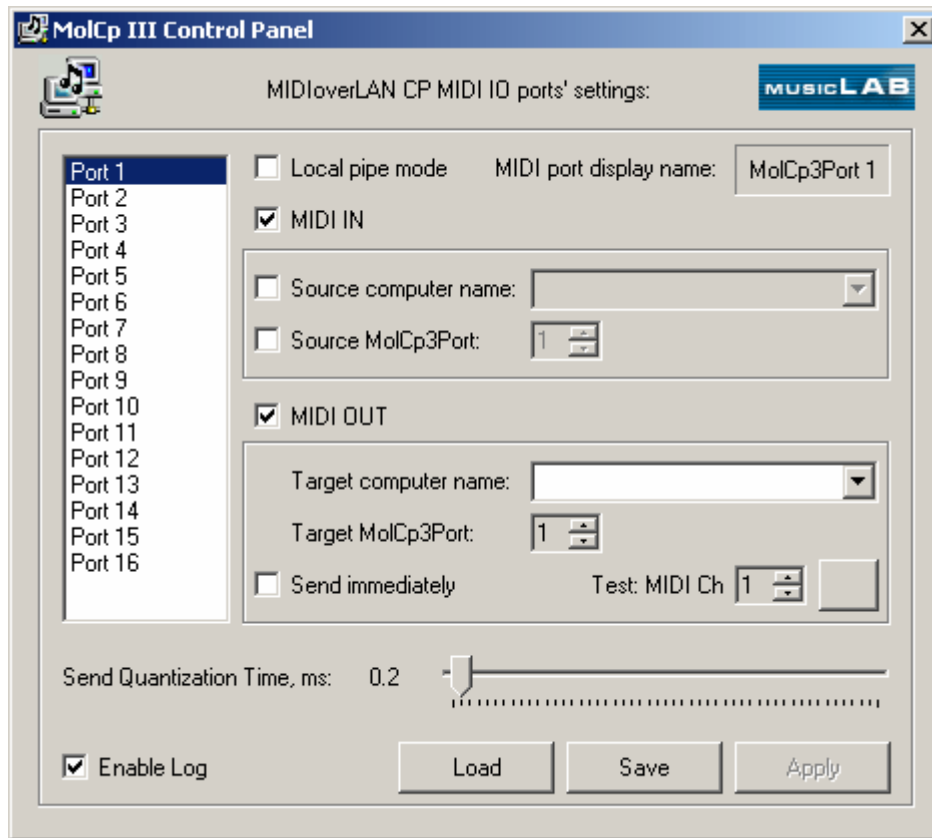 MolCp III Control Panel
MIDIoverLAN CP MIDI IO ports' settings:
MUSICLAB
Port 1
Port 2
Port 3
Port 4
Port 5
Port 6
Port 7
Port 8
Port 9
Port 10
Port 11
Port 12
Port 13
Port 14
Port 15
Port 16
Local pipe mode
MIDI port display name:
MolCp3Port 1
MIDI IN
Source computer name:
Source MolCp3Port:
1
MIDI OUT
Target computer name:
Target MolCp3Port:
1
Send immediately
Test: MIDI Ch
1
Send Quantization Time, ms:
0.2
Enable Log
Load
Save
Apply